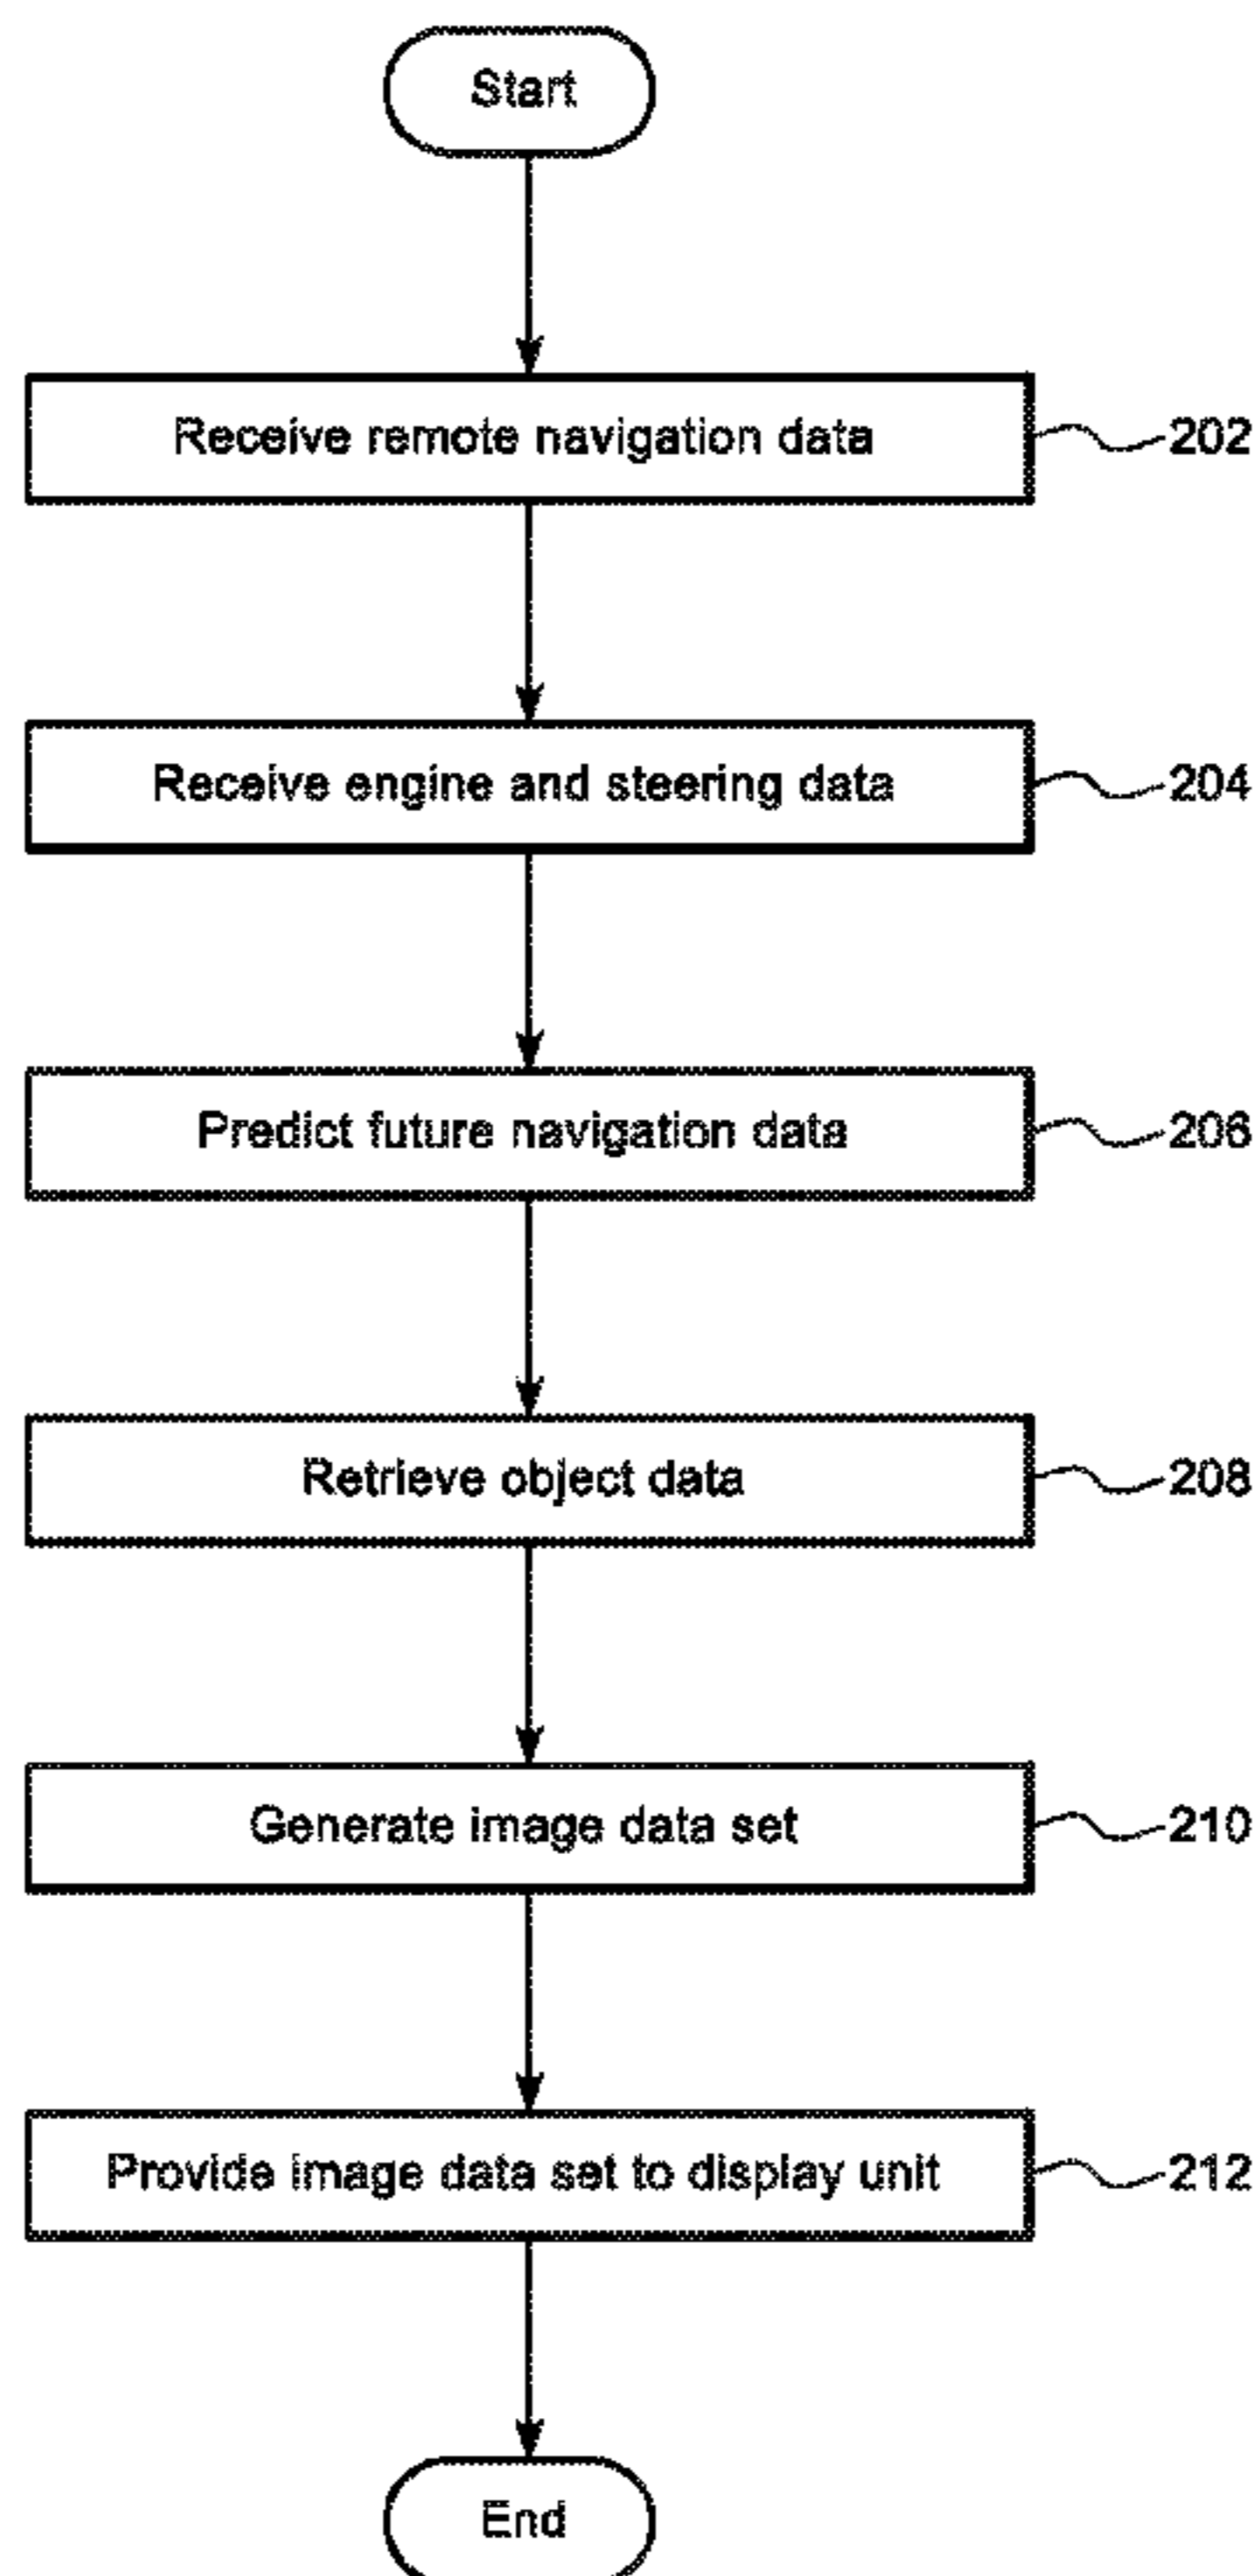 Start
Receive remote navigation data
202
Receive engine and steering data
204
Predict future navigation data
206
Retrieve object data
208
Generate image data set
210
Provide image data set to display unit
212
End